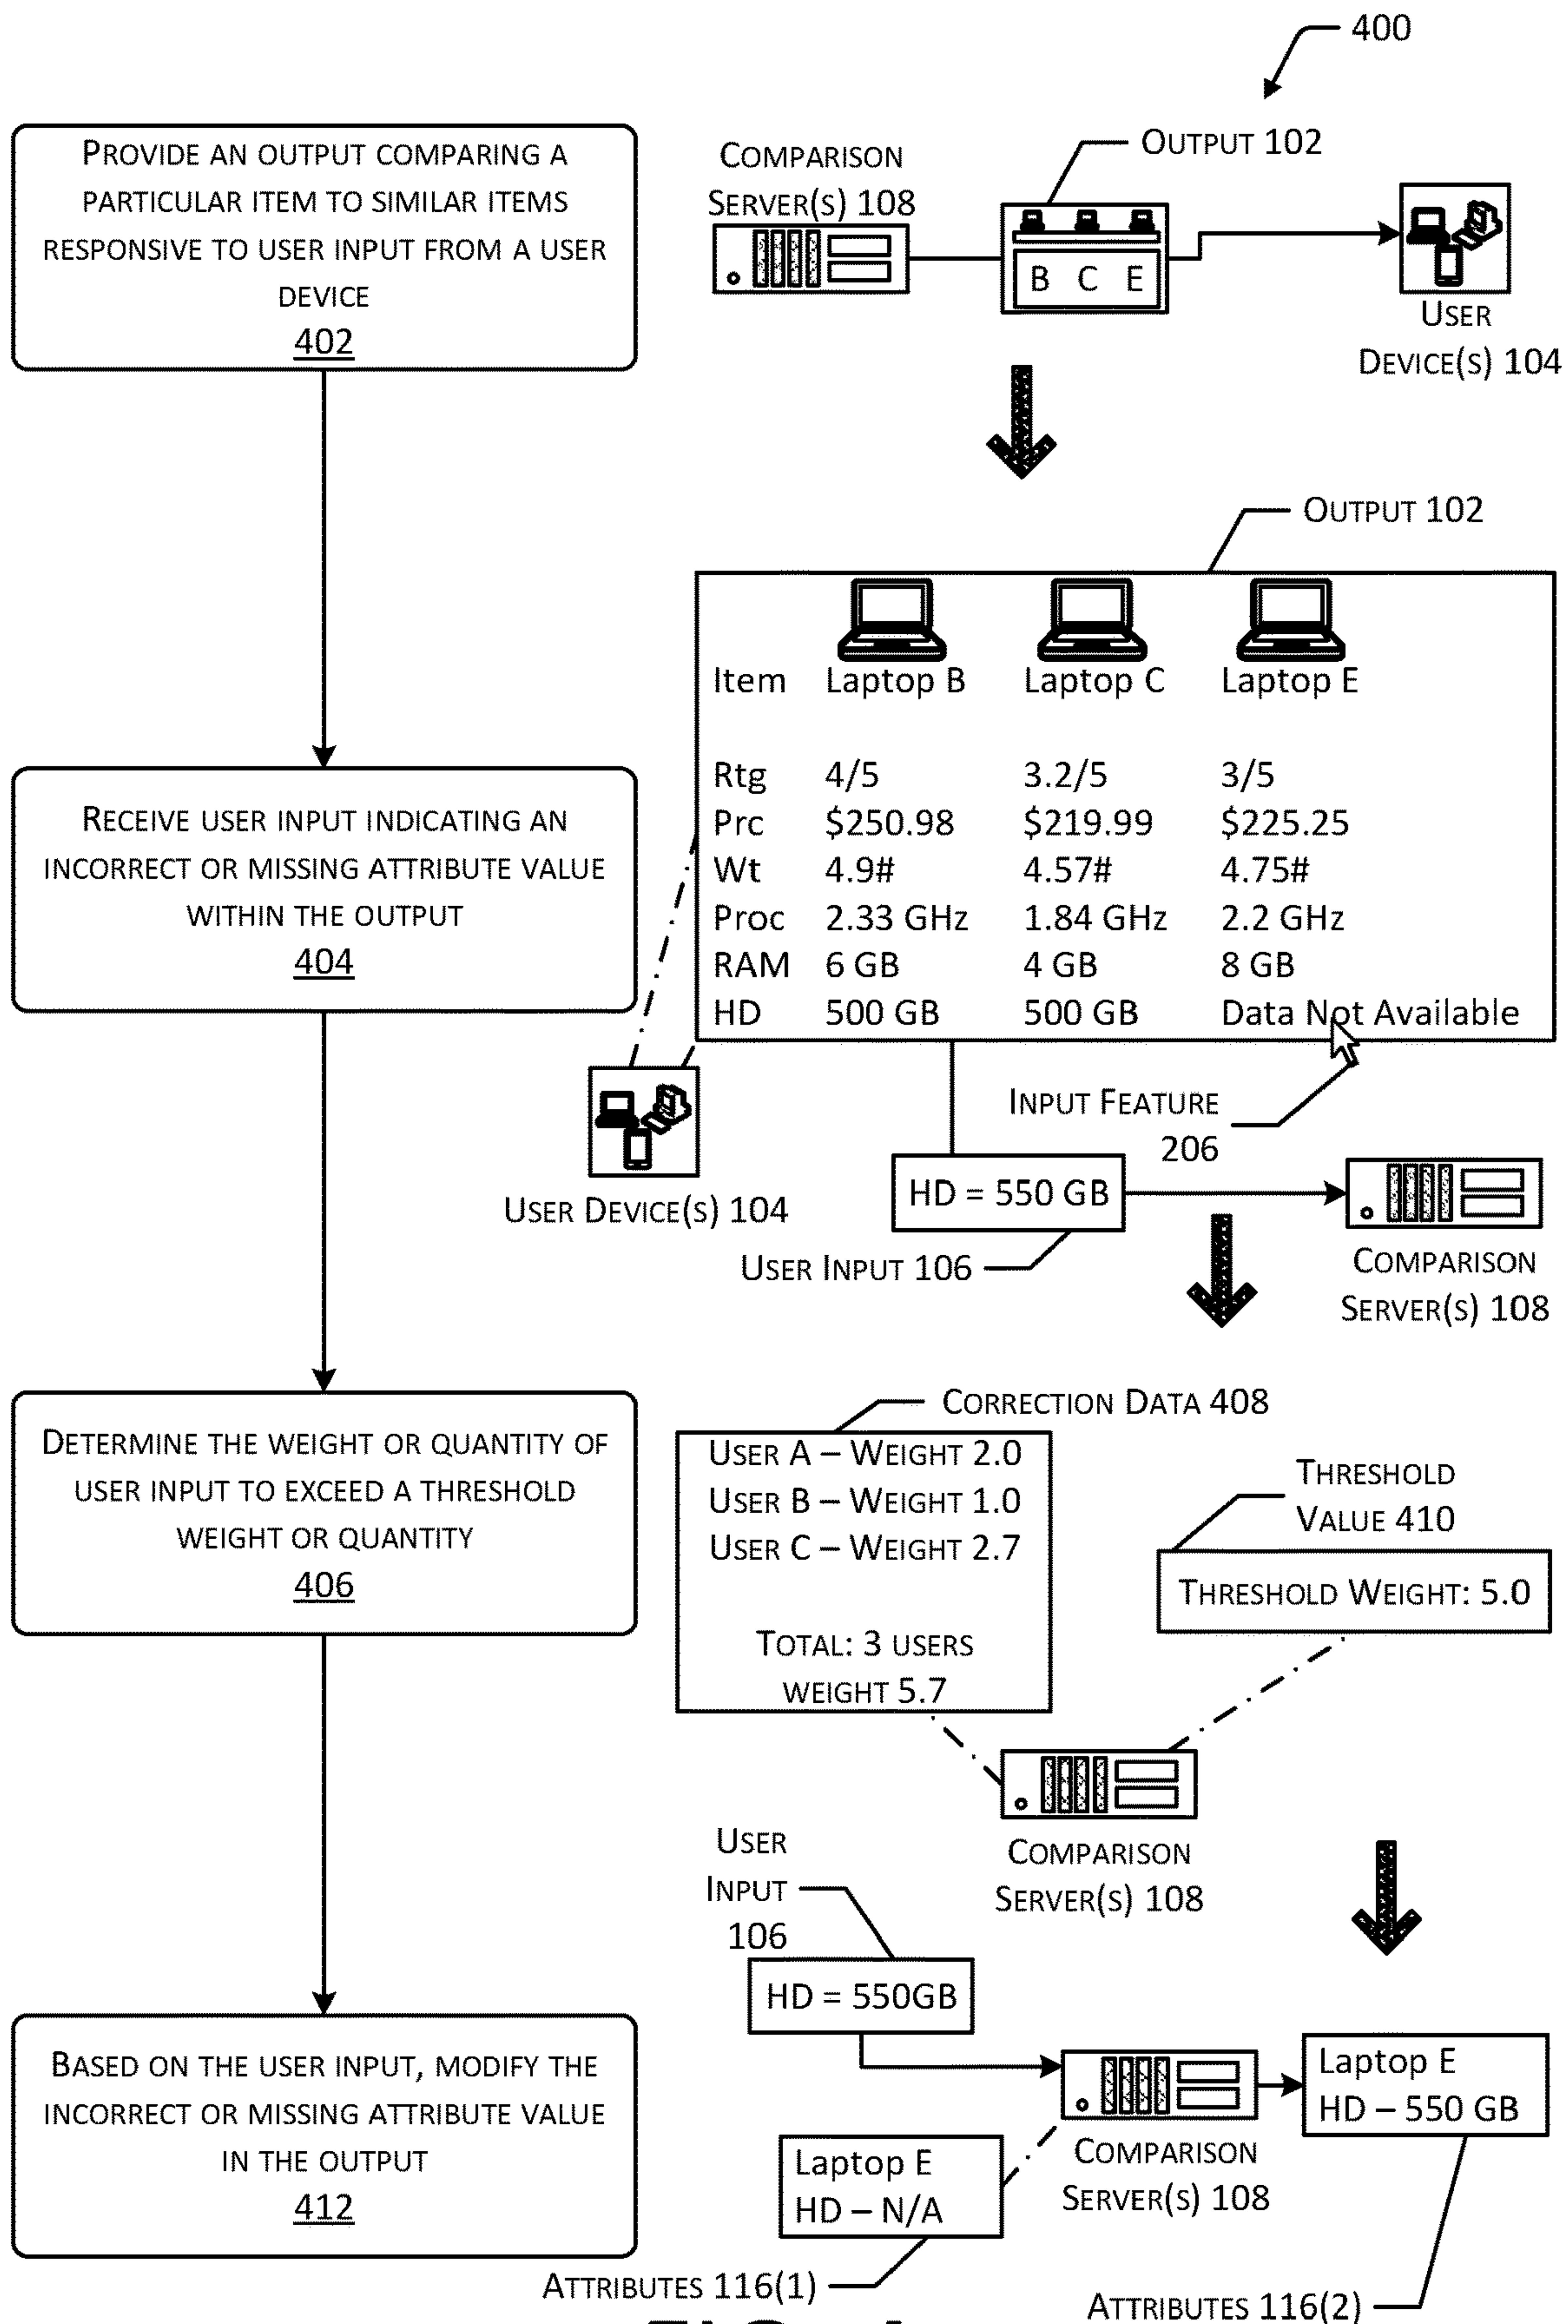 400
PROVIDE AN OUTPUT COMPARING A
PARTICULAR ITEM TO SIMILAR ITEMS
RESPONSIVE TO USER INPUT FROM A USER
DEVICE
402
COMPARISON
SERVER(S) 108
OUTPUT 102
B C E
USER
DEVICE(S) 104
OUTPUT 102
Item Laptop B Laptop C Laptop E
Rtg 4/5 3.2/5 3/5
Prc $250.98 $219.99 $225.25
Wt 4.9# 4.57# 4.75#
Proc 2.33 GHz 1.84 GHz 2.2 GHz
RAM 6 GB 4 GB 8 GB
HD 500 GB 500 GB Data Not Available
RECEIVE USER INPUT INDICATING AN
INCORRECT OR MISSING ATTRIBUTE VALUE
WITHIN THE OUTPUT
404
USER DEVICE(S) 104
INPUT FEATURE
206
HD = 550 GB
USER INPUT 106
COMPARISON
SERVER(S) 108
DETERMINE THE WEIGHT OR QUANTITY OF
USER INPUT TO EXCEED A THRESHOLD
WEIGHT OR QUANTITY
406
CORRECTION DATA 408
USER A – WEIGHT 2.0
USER B – WEIGHT 1.0
USER C – WEIGHT 2.7
TOTAL: 3 USERS
WEIGHT 5.7
THRESHOLD
VALUE 410
THRESHOLD WEIGHT: 5.0
COMPARISON
SERVER(S) 108
USER
INPUT
106
HD = 550GB
BASED ON THE USER INPUT, MODIFY THE
INCORRECT OR MISSING ATTRIBUTE VALUE
IN THE OUTPUT
412
Laptop E
HD – N/A
ATTRIBUTES 116(1)
COMPARISON
SERVER(S) 108
Laptop E
HD – 550 GB
ATTRIBUTES 116(2)